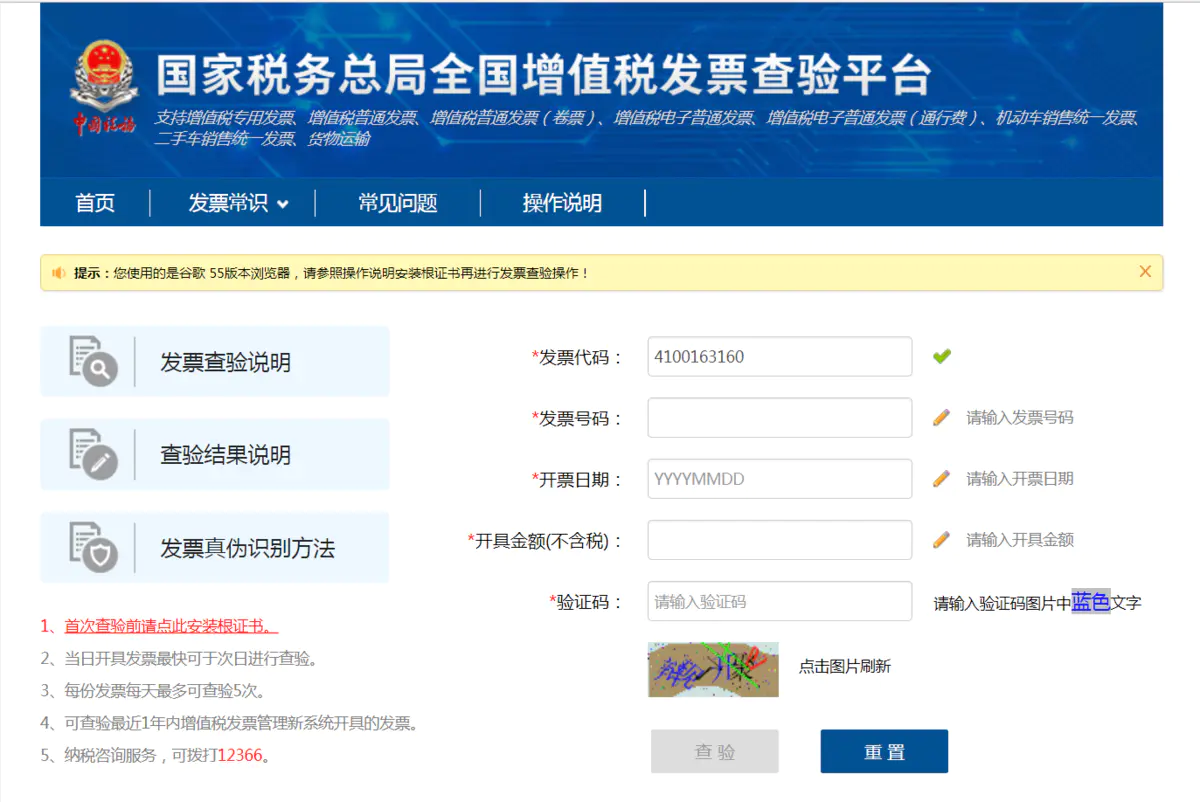 国家税务总局全国增值税发票查验平台
支持增值税专用发票、增值税普通发票、增值税普通发票（卷票）、增值税电子普通发票、增值税电子普通发票（通行费）、机动车销售统一发票、
二手车销售统一发票、货物运输
中国税务
首页 发票常识 常见问题 操作说明
提示：您使用的是谷歌 55版本浏览器，请参照操作说明安装根证书再进行发票查验操作！
发票查验说明
查验结果说明
发票真伪识别方法
1、首次查验前请点此安装根证书。
2、当日开具发票最快可于次日进行查验。
3、每份发票每天最多可查验5次。
4、可查验最近1年内增值税发票管理新系统开具的发票。
5、纳税咨询服务，可拨打12366。
*发票代码： 4100163160
*发票号码： 请输入发票号码
*开票日期： YYYYMMDD 请输入开票日期
*开具金额(不含税)： 请输入开具金额
*验证码： 请输入验证码 请输入验证码图片中蓝色文字
点击图片刷新
查 验 重 置